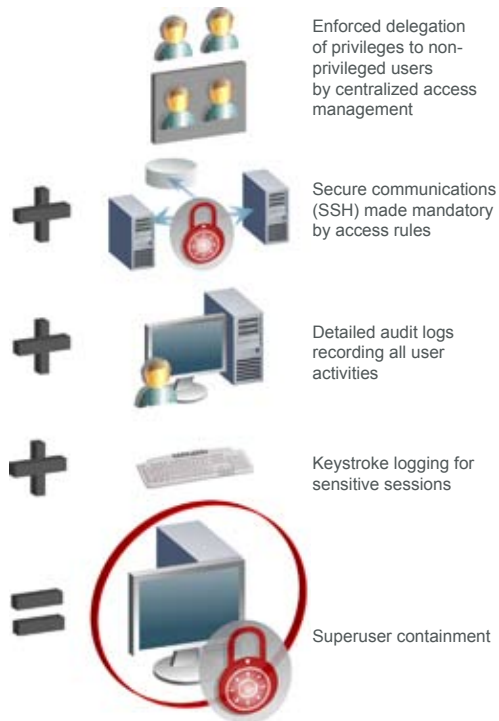 Enforced delegation
of privileges to non-
privileged users
by centralized access
management
Secure communications
(SSH) made mandatory
by access rules
Detailed audit logs
recording all user
activities
Keystroke logging for
sensitive sessions
Superuser containment